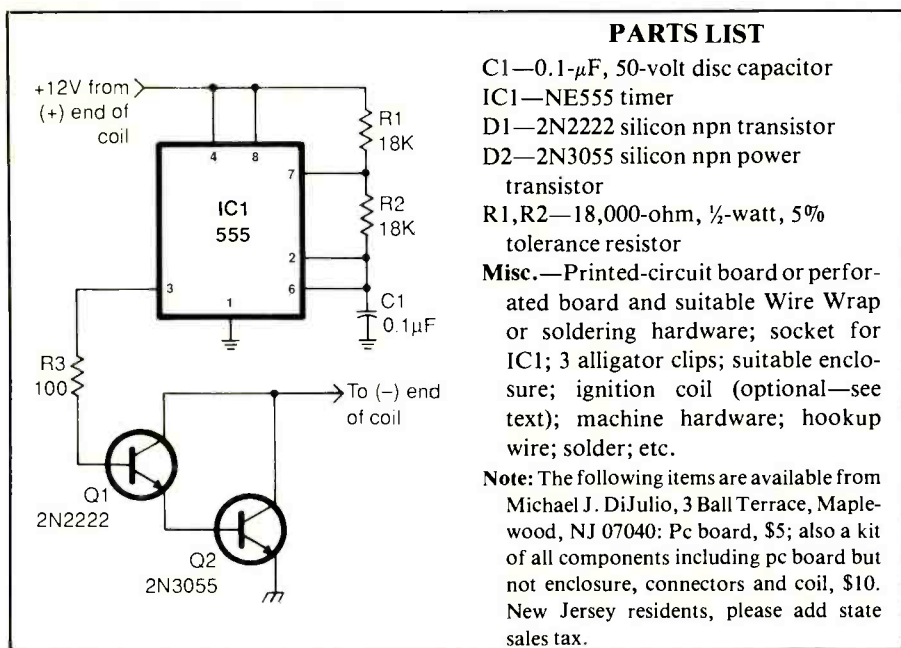 +12V from
(+) end of
coil
R1
18K
4
8
7
IC1
555
R2
18K
2
3
6
1
C1
0.1µF
R3
100
To (−) end
of coil
Q1
2N2222
Q2
2N3055
PARTS LIST
C1—0.1-µF, 50-volt disc capacitor
IC1—NE555 timer
D1—2N2222 silicon npn transistor
D2—2N3055 silicon npn power
transistor
R1,R2—18,000-ohm, ½-watt, 5%
tolerance resistor
Misc.—Printed-circuit board or perfor-
ated board and suitable Wire Wrap
or soldering hardware; socket for
IC1; 3 alligator clips; suitable enclo-
sure; ignition coil (optional—see
text); machine hardware; hookup
wire; solder; etc.
Note: The following items are available from
Michael J. DiJulio, 3 Ball Terrace, Maple-
wood, NJ 07040: Pc board, $5; also a kit
of all components including pc board but
not enclosure, connectors and coil, $10.
New Jersey residents, please add state
sales tax.